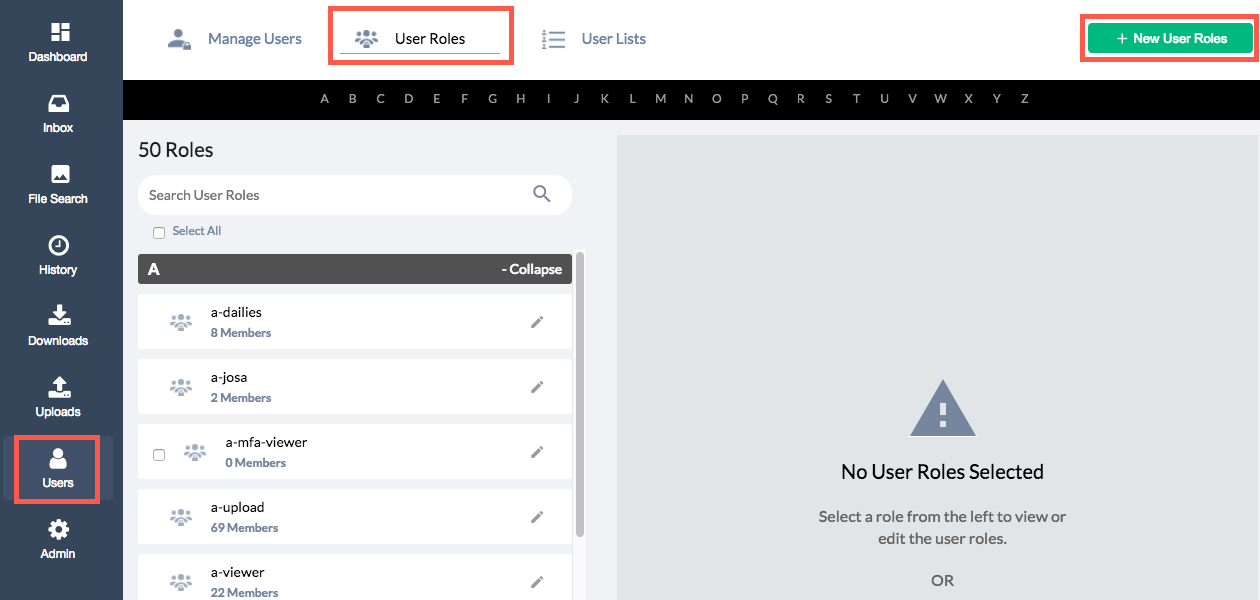 Dashboard
Inbox
File Search
History
Downloads
Uploads
Users
Admin
Manage Users
User Roles
User Lists
+ New User Roles
A B C D E F G H I J K L M N O P Q R S T U V W X Y Z
50 Roles
Search User Roles
Select All
A
- Collapse
a-dailies
8 Members
a-josa
2 Members
a-mfa-viewer
0 Members
a-upload
69 Members
a-viewer
22 Members
No User Roles Selected
Select a role from the left to view or
edit the user roles.
OR